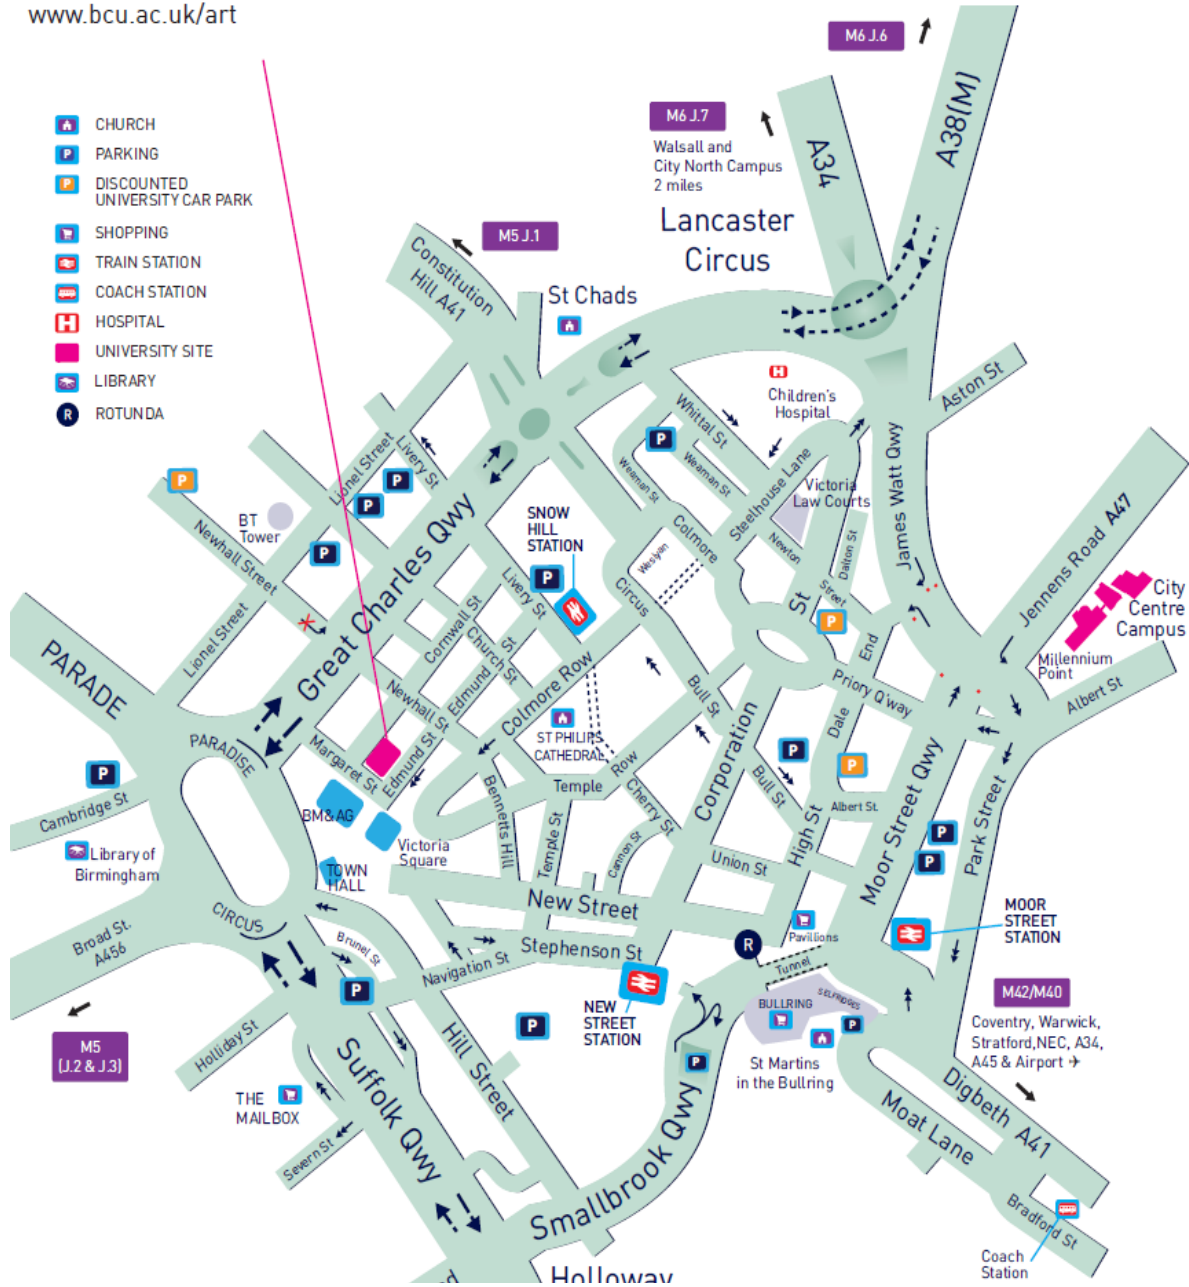 www.bcu.ac.uk/art
M6 J.6
CHURCH
PARKING
DISCOUNTED
UNIVERSITY CAR PARK
SHOPPING
TRAIN STATION
COACH STATION
HOSPITAL
UNIVERSITY SITE
LIBRARY
R ROTUNDA
M6 J.7
Walsall and
City North Campus
2 miles
A34
A38(M)
Lancaster
Circus
M5 J.1
Constitution
Hill A41
St Chads
H
Children's
Hospital
Aston St
Whittal St
Weaman St
Weaman St
Steelhouse Lane
Victoria
Law Courts
James Watt Qwy
Jennens Road A47
Lionel Street
Livery St
P
P
P
P
P
BT
Tower
Newhall Street
Great Charles Qwy
SNOW
HILL
STATION
P
Livery St
Colmore
Circus
Weslyan
Newton
Street
Dalton St
P
City
Centre
Campus
Millennium
Point
Albert St
PARADE
Lionel Street
Cornwall St
Church St
Edmund St
Newhall St
Colmore Row
Bull St
St
Corporation
Priory Q'way
Dale End
PARADISE
CIRCUS
Margaret St
Edmund St
ST PHILIPS
CATHEDRAL
P
Cambridge St
Library of
Birmingham
BM&AG
Victoria
Square
TOWN
HALL
Bennetts Hill
Temple Row
Temple St
Cherry St
Cannon St
Bull St
P
P
Albert St.
High St
Union St
Moor Street Qwy
Park Street
P
P
Broad St.
A456
New Street
Stephenson St
Navigation St
Brunel St
P
Pavillions
R
Tunnel
MOOR
STREET
STATION
M5
(J.2 & J.3)
Holliday St
Suffolk Qwy
Hill Street
P
NEW
STREET
STATION
BULLRING
SELFRIDGES
P
St Martins
in the Bullring
P
M42/M40
Coventry, Warwick,
Stratford,NEC, A34,
A45 & Airport
THE
MAILBOX
Severn St
Smallbrook Qwy
Moat Lane
Digbeth A41
Bradford St
Coach
Station
Holloway